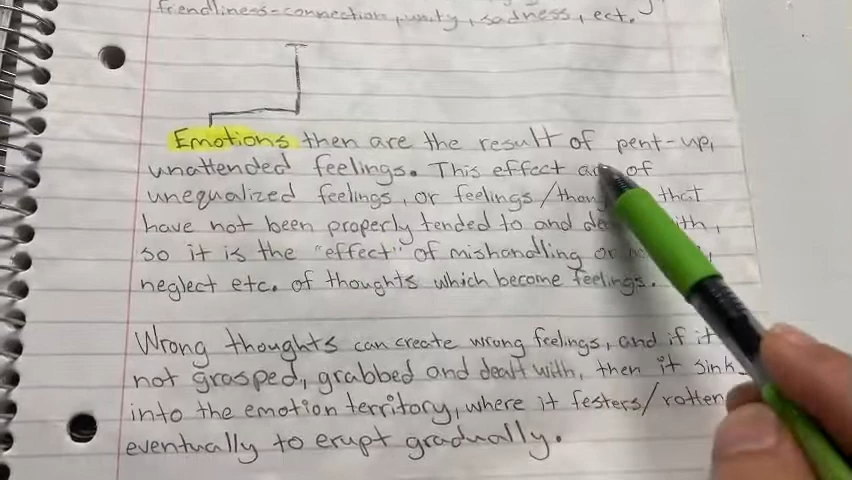 friendliness-connection, unity, sadness, ect.
Emotions then are the result of pent-up,
unattended feelings. This effect of
unequalized feelings, or feelings/ that
have not been properly tended to and
so it is the "effect" of mishandling or
neglect etc. of thoughts which become feelings.
Wrong thoughts can create wrong feelings, and if it
not grasped, grabbed and dealt with, then it sink
into the emotion territory, where it festers/rotten
eventually to erupt gradually.